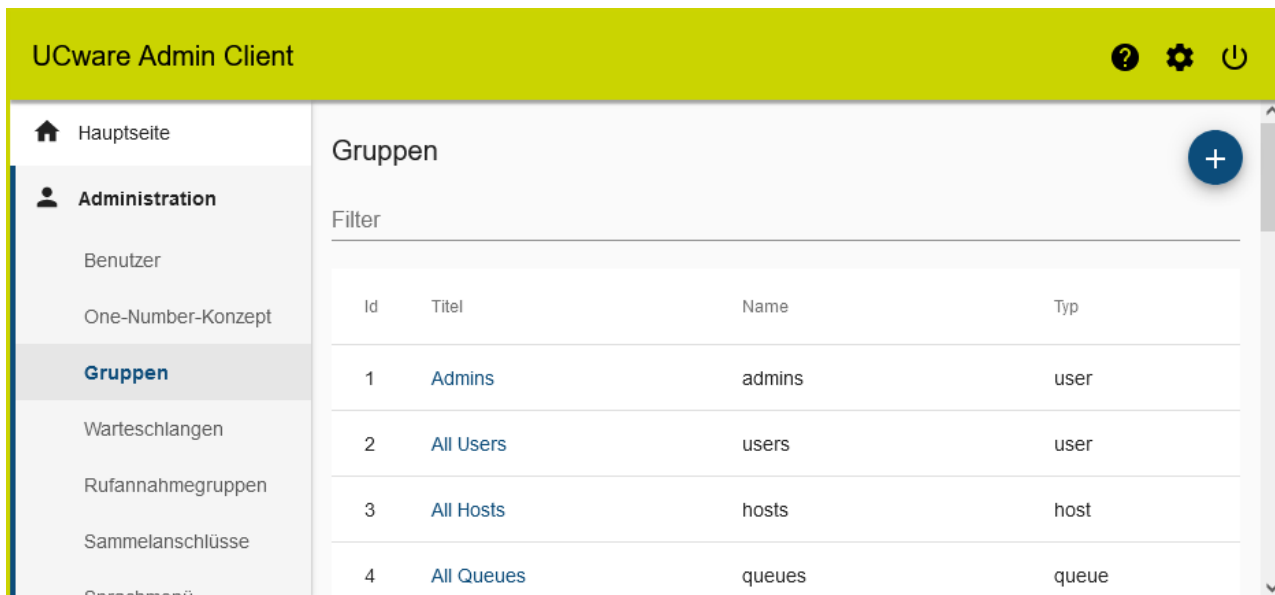 UCware Admin Client
Hauptseite
Administration
Benutzer
One-Number-Konzept
Gruppen
Warteschlangen
Rufannahmegruppen
Sammelanschlüsse
Gruppen
Filter
Id Titel Name Typ
1 Admins admins user
2 All Users users user
3 All Hosts hosts host
4 All Queues queues queue